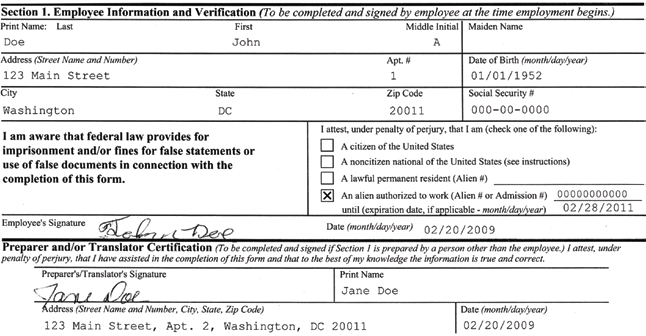 Section 1. Employee Information and Verification (To be completed and signed by employee at the time employment begins.)
Print Name: Last First Middle Initial Maiden Name
Doe John A
Address (Street Name and Number) Apt. # Date of Birth (month/day/year)
123 Main Street 1 01/01/1952
City State Zip Code Social Security #
Washington DC 20011 000-00-0000
I am aware that federal law provides for
imprisonment and/or fines for false statements or
use of false documents in connection with the
completion of this form.
I attest, under penalty of perjury, that I am (check one of the following):
A citizen of the United States
A noncitizen national of the United States (see instructions)
A lawful permanent resident (Alien #)
An alien authorized to work (Alien # or Admission #) 00000000000
until (expiration date, if applicable - month/day/year) 02/28/2011
Employee's Signature John Doe Date (month/day/year) 02/20/2009
Preparer and/or Translator Certification (To be completed and signed if Section 1 is prepared by a person other than the employee.) I attest, under
penalty of perjury, that I have assisted in the completion of this form and that to the best of my knowledge the information is true and correct.
Preparer's/Translator's Signature Print Name
Jane Doe Jane Doe
Address (Street Name and Number, City, State, Zip Code) Date (month/day/year)
123 Main Street, Apt. 2, Washington, DC 20011 02/20/2009